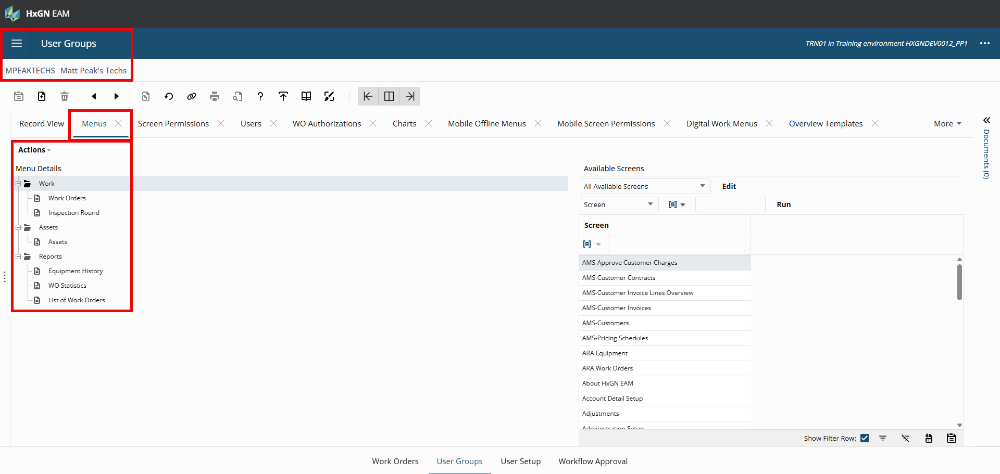 HxGN EAM
User Groups
TRN01 in Training environment HXGNDEV0012_PP1
MPEAKTECHS Matt Peak's Techs
Record View Menus Screen Permissions Users WO Authorizations Charts Mobile Offline Menus Mobile Screen Permissions Digital Work Menus Overview Templates More
Documents (0)
Actions
Menu Details
Work
Work Orders
Inspection Round
Assets
Assets
Reports
Equipment History
WO Statistics
List of Work Orders
Available Screens
All Available Screens Edit
Screen Run
Screen
AMS-Approve Customer Charges
AMS-Customer Contracts
AMS-Customer Invoice Lines Overview
AMS-Customer Invoices
AMS-Customers
AMS-Pricing Schedules
ARA Equipment
ARA Work Orders
About HxGN EAM
Account Detail Setup
Adjustments
Administration Setup
Show Filter Row:
Work Orders User Groups User Setup Workflow Approval